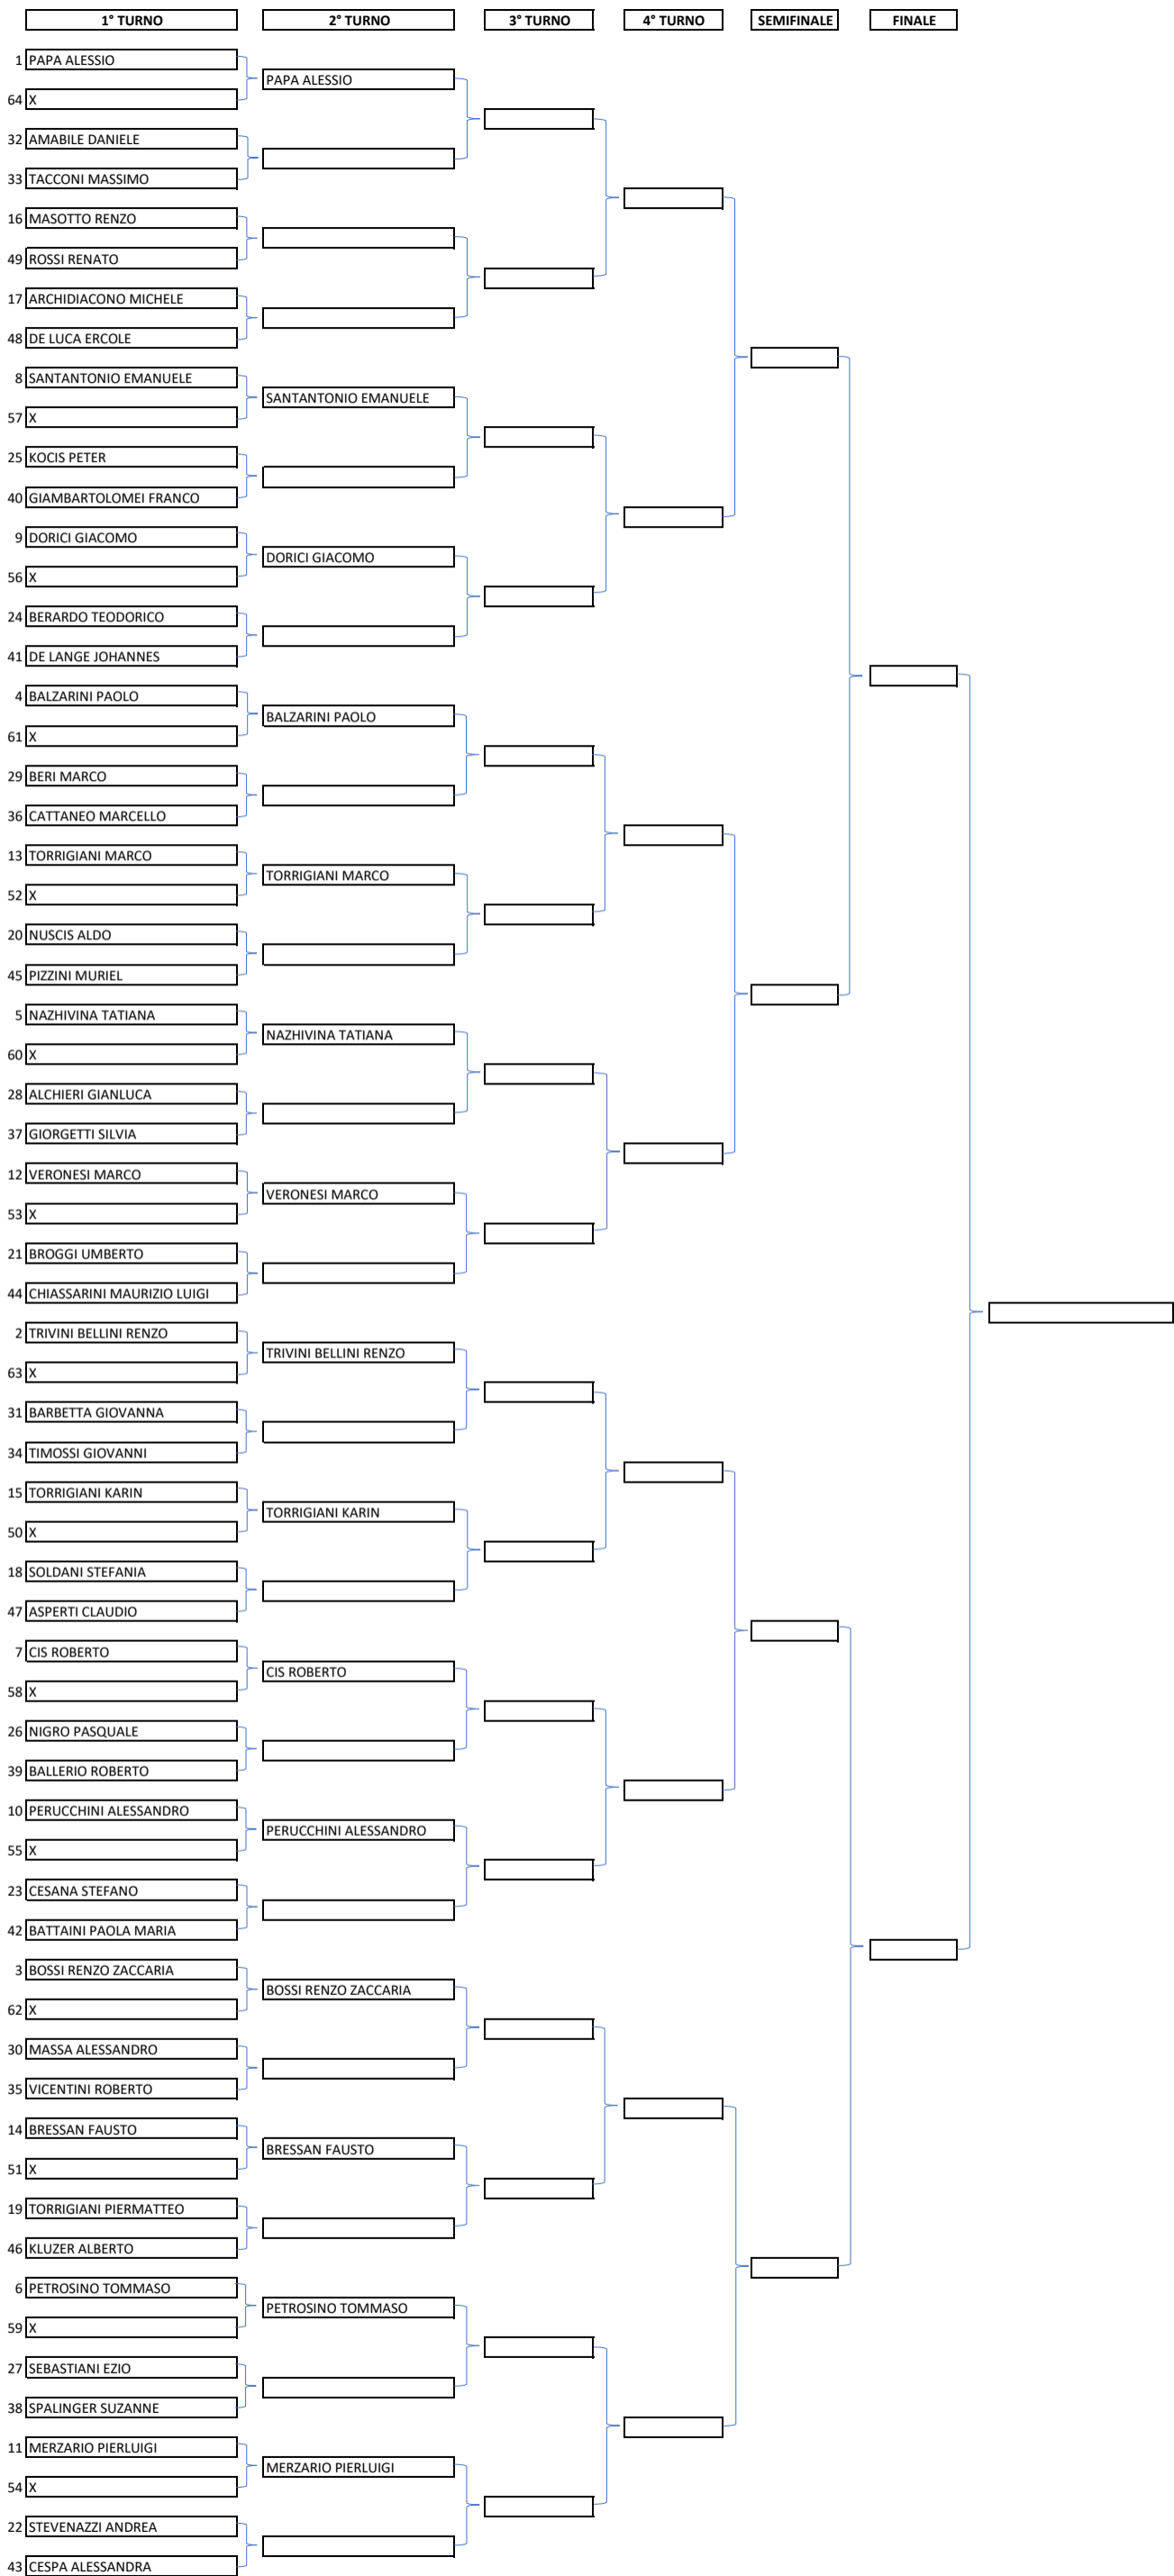 1° TURNO 2° TURNO 3° TURNO 4° TURNO SEMIFINALE FINALE
1 PAPA ALESSIO
PAPA ALESSIO
64 X
32 AMABILE DANIELE
33 TACCONI MASSIMO
16 MASOTTO RENZO
49 ROSSI RENATO
17 ARCHIDIACONO MICHELE
48 DE LUCA ERCOLE
8 SANTANTONIO EMANUELE
SANTANTONIO EMANUELE
57 X
25 KOCIS PETER
40 GIAMBARTOLOMEI FRANCO
9 DORICI GIACOMO
DORICI GIACOMO
56 X
24 BERARDO TEODORICO
41 DE LANGE JOHANNES
4 BALZARINI PAOLO
BALZARINI PAOLO
61 X
29 BERI MARCO
36 CATTANEO MARCELLO
13 TORRIGIANI MARCO
TORRIGIANI MARCO
52 X
20 NUSCIS ALDO
45 PIZZINI MURIEL
5 NAZHIVINA TATIANA
NAZHIVINA TATIANA
60 X
28 ALCHIERI GIANLUCA
37 GIORGETTI SILVIA
12 VERONESI MARCO
VERONESI MARCO
53 X
21 BROGGI UMBERTO
44 CHIASSARINI MAURIZIO LUIGI
2 TRIVINI BELLINI RENZO
TRIVINI BELLINI RENZO
63 X
31 BARBETTA GIOVANNA
34 TIMOSSI GIOVANNI
15 TORRIGIANI KARIN
TORRIGIANI KARIN
50 X
18 SOLDANI STEFANIA
47 ASPERTI CLAUDIO
7 CIS ROBERTO
CIS ROBERTO
58 X
26 NIGRO PASQUALE
39 BALLERIO ROBERTO
10 PERUCCHINI ALESSANDRO
PERUCCHINI ALESSANDRO
55 X
23 CESANA STEFANO
42 BATTAINI PAOLA MARIA
3 BOSSI RENZO ZACCARIA
BOSSI RENZO ZACCARIA
62 X
30 MASSA ALESSANDRO
35 VICENTINI ROBERTO
14 BRESSAN FAUSTO
BRESSAN FAUSTO
51 X
19 TORRIGIANI PIERMATTEO
46 KLUZER ALBERTO
6 PETROSINO TOMMASO
PETROSINO TOMMASO
59 X
27 SEBASTIANI EZIO
38 SPALINGER SUZANNE
11 MERZARIO PIERLUIGI
MERZARIO PIERLUIGI
54 X
22 STEVENAZZI ANDREA
43 CESPA ALESSANDRA